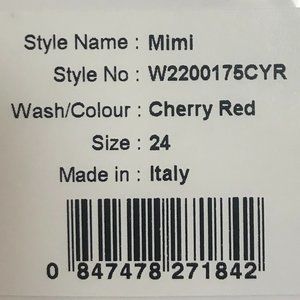 Style Name : Mimi
Style No : W2200175CYR
Wash/Colour : Cherry Red
Size : 24
Made in : Italy
0 847478 271842